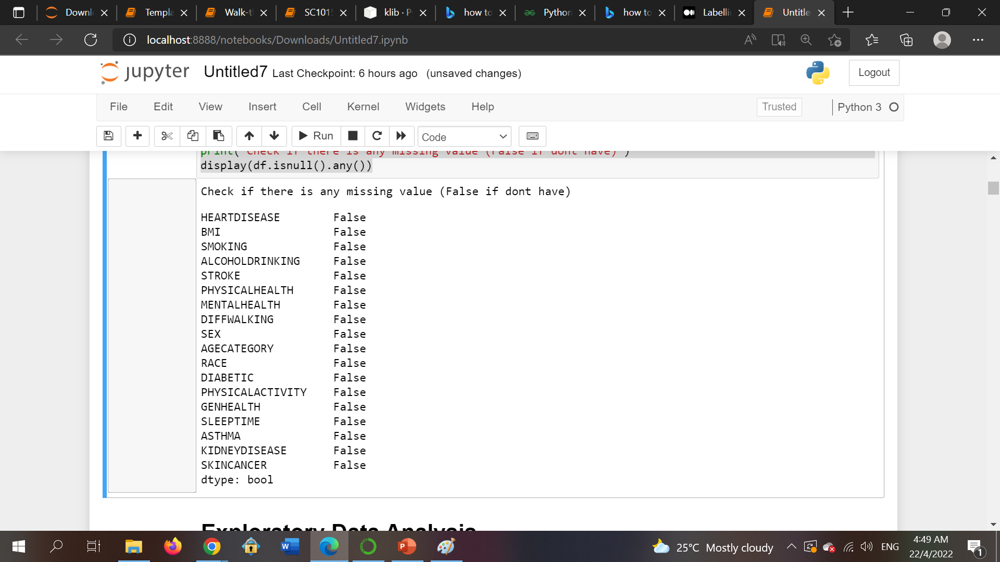 Downl
Templa
Walk-t
SC1015
klib · P
how to
Python
how to
Labelli
Untitle
localhost:8888/notebooks/Downloads/Untitled7.ipynb
jupyter Untitled7 Last Checkpoint: 6 hours ago (unsaved changes)
Logout
File Edit View Insert Cell Kernel Widgets Help
Trusted
Python 3
Run
Code
print("Check if there is any missing value (False if dont have)")
display(df.isnull().any())
Check if there is any missing value (False if dont have)
HEARTDISEASE False
BMI False
SMOKING False
ALCOHOLDRINKING False
STROKE False
PHYSICALHEALTH False
MENTALHEALTH False
DIFFWALKING False
SEX False
AGECATEGORY False
RACE False
DIABETIC False
PHYSICALACTIVITY False
GENHEALTH False
SLEEPTIME False
ASTHMA False
KIDNEYDISEASE False
SKINCANCER False
dtype: bool
Exploratory Data Analysis
25°C Mostly cloudy
ENG
4:49 AM
22/4/2022
1